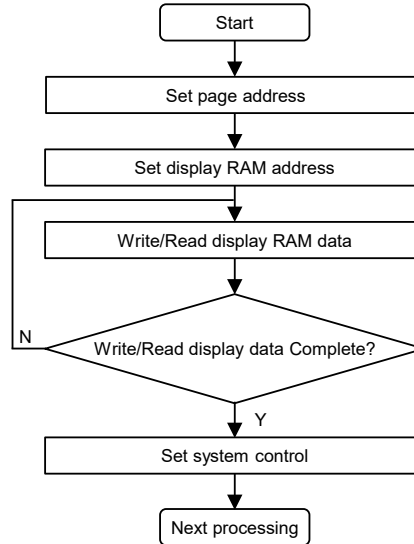 Start
Set page address
Set display RAM address
Write/Read display RAM data
Write/Read display data Complete?
N
Y
Set system control
Next processing